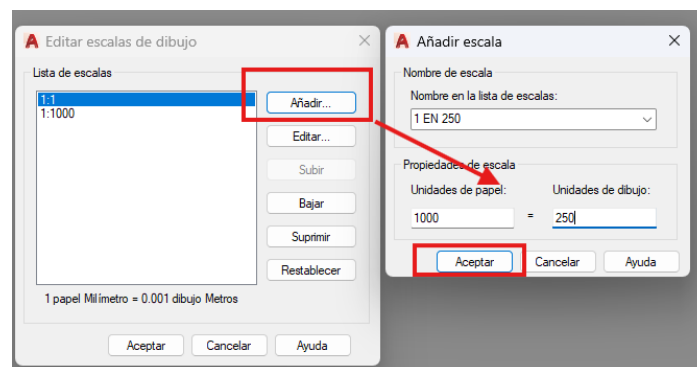 Editar escalas de dibujo
Lista de escalas
1:1
1:1000
Añadir...
Editar...
Subir
Bajar
Suprimir
Restablecer
1 papel Milímetro = 0.001 dibujo Metros
Aceptar Cancelar Ayuda
Añadir escala
Nombre de escala
Nombre en la lista de escalas:
1 EN 250
Propiedades de escala
Unidades de papel: Unidades de dibujo:
1000 = 250
Aceptar Cancelar Ayuda